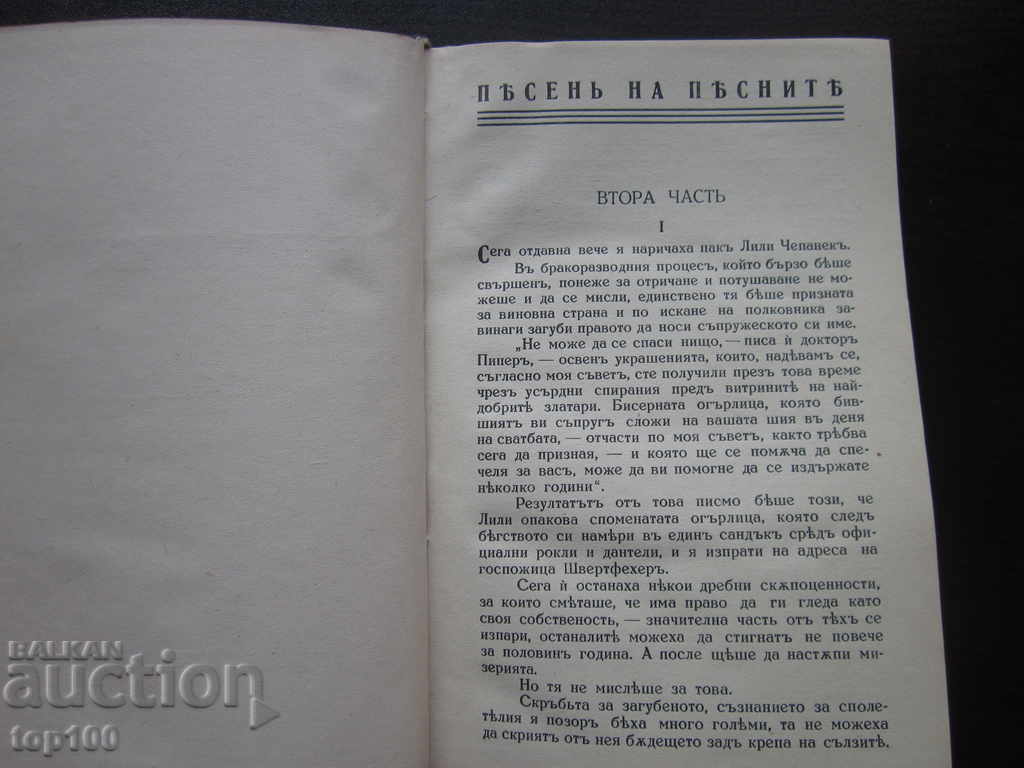 ПѢСЕНЬ НА ПѢСНИТѢ
ВТОРА ЧАСТЬ
I
Сега отдавна вече я наричаха пакъ Лили Чепанек.
Въ бракоразводния процесъ, който бързо бѣше
свършенъ, понеже за отричане и потушаване не мо-
жеше и да се мисли, единствено тя бѣше призната
за виновна страна и по искане на полковника за-
винаги загуби правото да носи съпружеското си име.
„Не може да се спаси нищо, — писа ѝ докторъ
Пиперъ, — освенъ украшенията, които, надѣвамъ се,
съгласно моя съветъ, сте получили презъ това време
чрезъ усърдни спирания предъ витринитѣ на най-
добритѣ златари. Бисерната огърлица, която бив-
шиятъ ви съпругъ сложи на вашата шия въ деня
на сватбата, — отчасти по моя съветъ, както трѣбва
сега да призная, — и която ще се помѫча да спе-
челя за васъ, може да ви помогне да се издържате
нѣколко години“.
Резултатътъ отъ това писмо бѣше този, че
Лили опакова споменатата огърлица, която следъ
бѣгството си намѣри въ единъ сандъкъ срѣдъ офи-
циални рокли и дантели, и я изпрати на адреса на
госпожица Швертфехеръ.
Сега ѝ останаха нѣкои дребни скѫпоценности,
за които смѣташе, че има право да ги гледа като
своя собственость, — значителна часть отъ тѣхъ се
изпари, останалитѣ можеха да стигнатъ не повече
за половинъ година. А после щѣше да настѫпи ми-
зерията.
Но тя не мислѣше за това.
Скръбьта за загубеното, съзнанието за споле-
тѣлия я позоръ бѣха много голѣми, та не можеха
да скриятъ отъ нея бѫдещето задъ крепа на сълзитѣ.
BALKAN
auction
top100